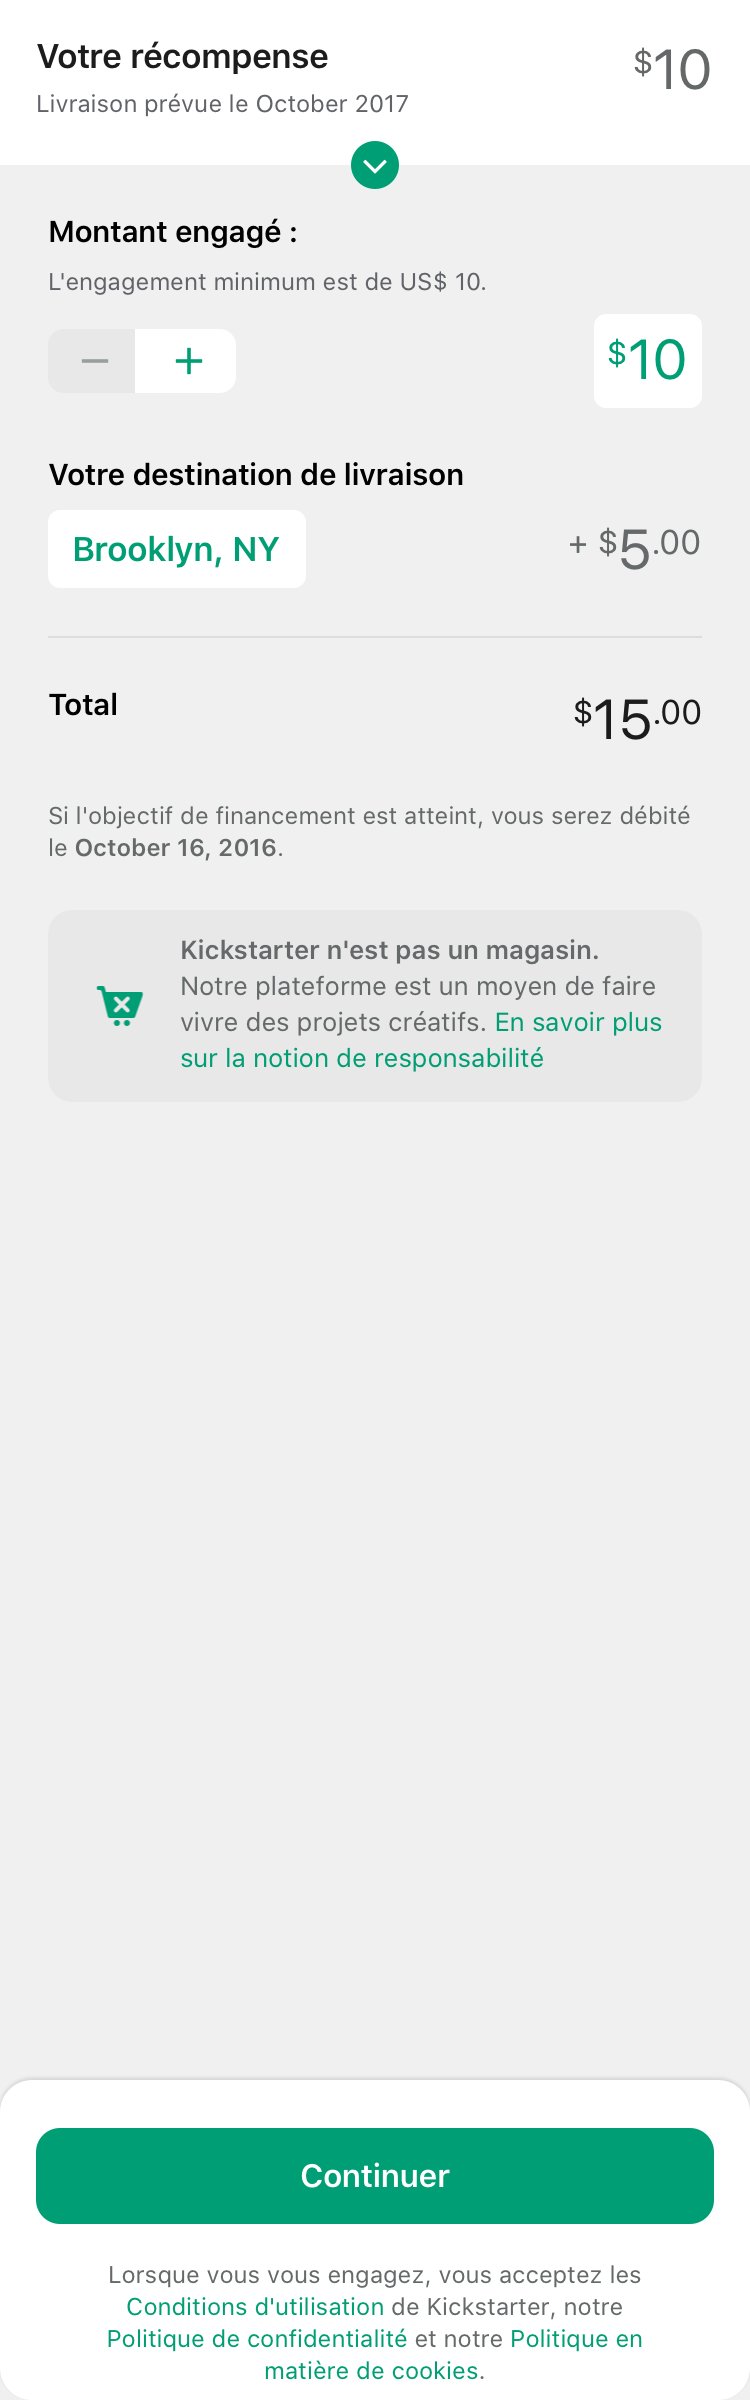 Votre récompense
$10
Livraison prévue le October 2017
Montant engagé :
L'engagement minimum est de US$ 10.
$10
Votre destination de livraison
Brooklyn, NY
+ $5.00
Total
$15.00
Si l'objectif de financement est atteint, vous serez débité
le October 16, 2016.
Kickstarter n'est pas un magasin.
Notre plateforme est un moyen de faire
vivre des projets créatifs. En savoir plus
sur la notion de responsabilité
Continuer
Lorsque vous vous engagez, vous acceptez les
Conditions d'utilisation de Kickstarter, notre
Politique de confidentialité et notre Politique en
matière de cookies.